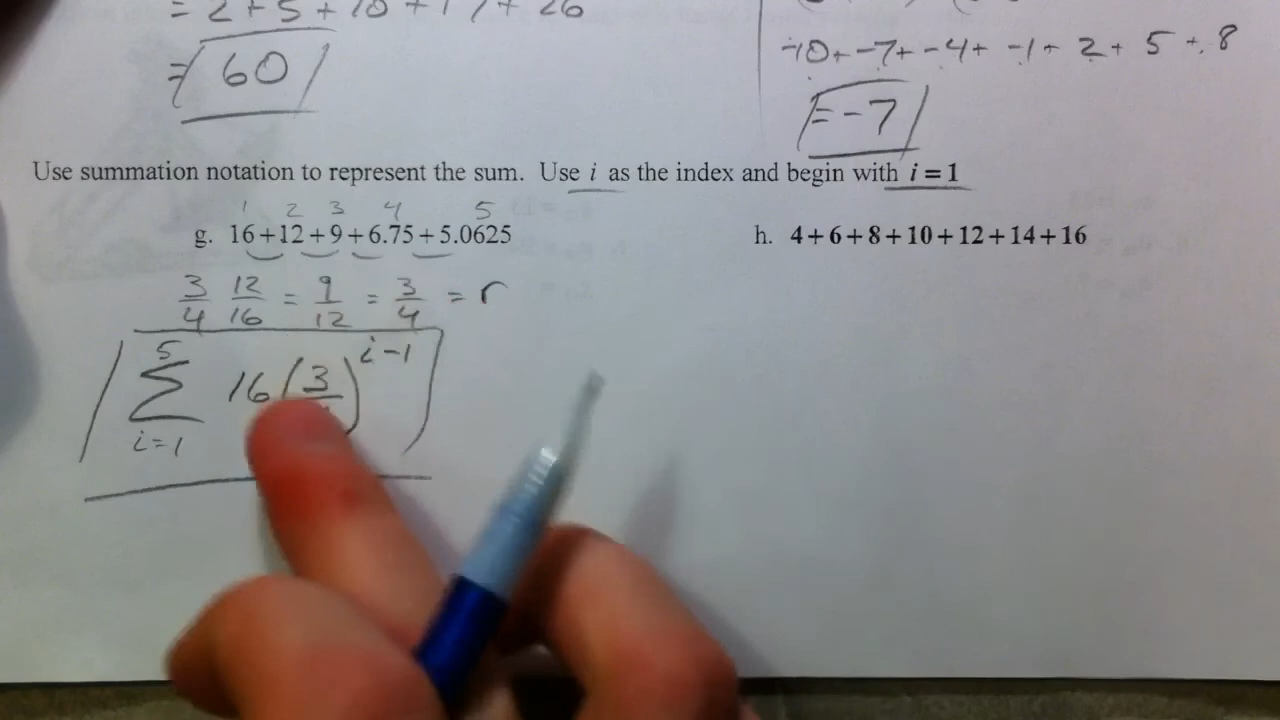 = 2 + 5 + 10 + 17 + 26
= 60
-10 + -7 + -4 + -1 + 2 + 5 + 8
= -7
Use summation notation to represent the sum. Use i as the index and begin with i = 1
1 2 3 4 5
g. 16+12+9+6.75+5.0625
3/4 12/16 = 9/12 = 3/4 = r
5
∑ 16(3/ )^(i-1)
i=1
h. 4+6+8+10+12+14+16